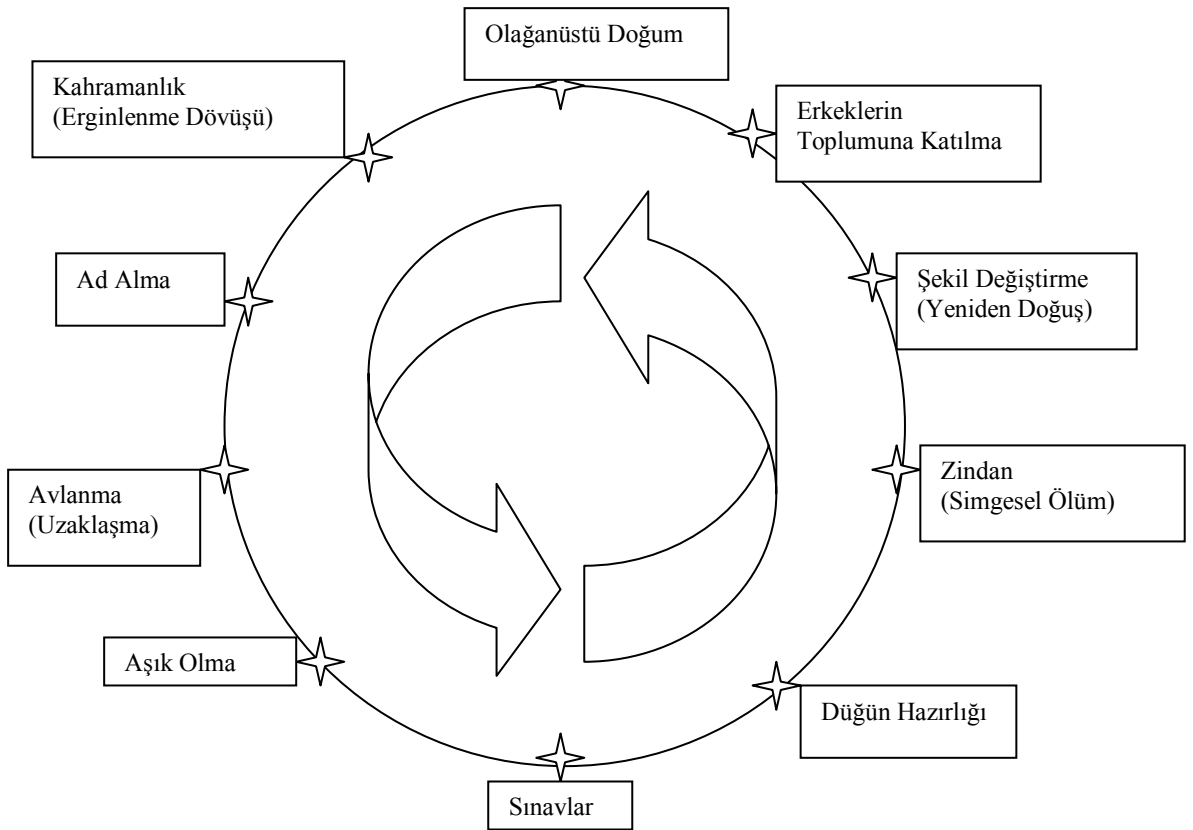 Olağanüstü Doğum
Kahramanlık
(Erginlenme Dövüşü)
Erkeklerin
Toplumuna Katılma
Ad Alma
Şekil Değiştirme
(Yeniden Doğuş)
Avlanma
(Uzaklaşma)
Zindan
(Simgesel Ölüm)
Aşık Olma
Düğün Hazırlığı
Sınavlar